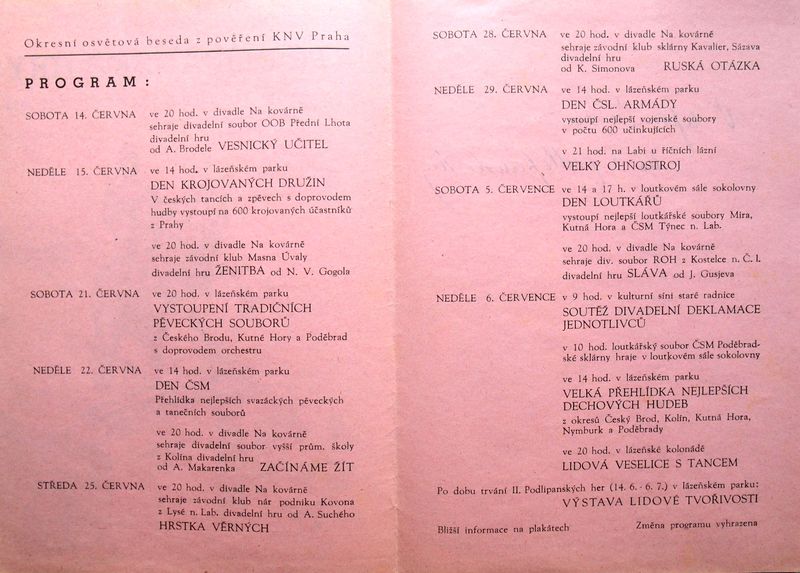 Okresní osvětová beseda z pověření KNV Praha
PROGRAM :
SOBOTA 14. ČERVNA
ve 20 hod. v divadle Na kovárně
sehraje divadelní soubor OOB Přední Lhota
divadelní hru
od A. Brodele VESNICKÝ UČITEL
NEDĚLE 15. ČERVNA
ve 14 hod. v lázeňském parku
DEN KROJOVANÝCH DRUŽIN
V českých tancích a zpěvech s doprovodem
hudby vystoupí na 600 krojovaných účastníků
z Prahy
ve 20 hod. v divadle Na kovárně
sehraje závodní klub Masna Úvaly
divadelní hru ŽENITBA od N. V. Gogola
SOBOTA 21. ČERVNA
ve 20 hod. v lázeňském parku
VYSTOUPENÍ TRADIČNÍCH
PĚVECKÝCH SOUBORŮ
z Českého Brodu, Kutné Hory a Poděbrad
s doprovodem orchestru
NEDĚLE 22. ČERVNA
ve 14 hod. v lázeňském parku
DEN ČSM
Přehlídka nejlepších svazáckých pěveckých
a tanečních souborů
ve 20 hod. v divadle Na kovárně
sehraje divadelní soubor vyšší prům. školy
z Kolína divadelní hru
od A. Makarenka ZAČÍNÁME ŽÍT
STŘEDA 25. ČERVNA
ve 20 hod. v divadle Na kovárně
sehraje závodní klub nár podniku Kovona
z Lysé n. Lab. divadelní hru od A. Suchého
HRSTKA VĚRNÝCH
SOBOTA 28. ČERVNA
ve 20 hod. v divadle Na kovárně
sehraje závodní klub sklárny Kavalier, Sázava
divadelní hru
od K. Simonova RUSKÁ OTÁZKA
NEDĚLE 29. ČERVNA
ve 14 hod. v lázeňském parku
DEN ČSL. ARMÁDY
vystoupí nejlepší vojenské soubory
v počtu 600 učinkujících
v 21 hod. na Labi u říčních lázní
VELKÝ OHŇOSTROJ
SOBOTA 5. ČERVENCE
ve 14 a 17 h. v loutkovém sále sokolovny
DEN LOUTKÁŘŮ
vystoupí nejlepší loutkářské soubory Míra,
Kutná Hora a ČSM Týnec n. Lab.
ve 20 hod. v divadle Na kovárně
sehraje div. soubor ROH z Kostelce n. Č. l.
divadelní hru SLÁVA od J. Gusjeva
NEDĚLE 6. ČERVENCE
v 9 hod. v kulturní síni staré radnice
SOUTĚŽ DIVADELNÍ DEKLAMACE
JEDNOTLIVCŮ
v 10 hod. loutkářský soubor ČSM Poděbrad-
ské sklárny hraje v loutkovém sále sokolovny
ve 14 hod. v lázeňském parku
VELKÁ PŘEHLÍDKA NEJLEPŠÍCH
DECHOVÝCH HUDEB
z okresů Český Brod, Kolín, Kutná Hora,
Nymburk a Poděbrady
ve 20 hod. v lázeňské kolonádě
LIDOVÁ VESELICE S TANCEM
Po dobu trvání II. Podlipanských her (14. 6. - 6. 7.) v lázeňském parku:
VÝSTAVA LIDOVÉ TVOŘIVOSTI
Bližší informace na plakátech Změna programu vyhrazena